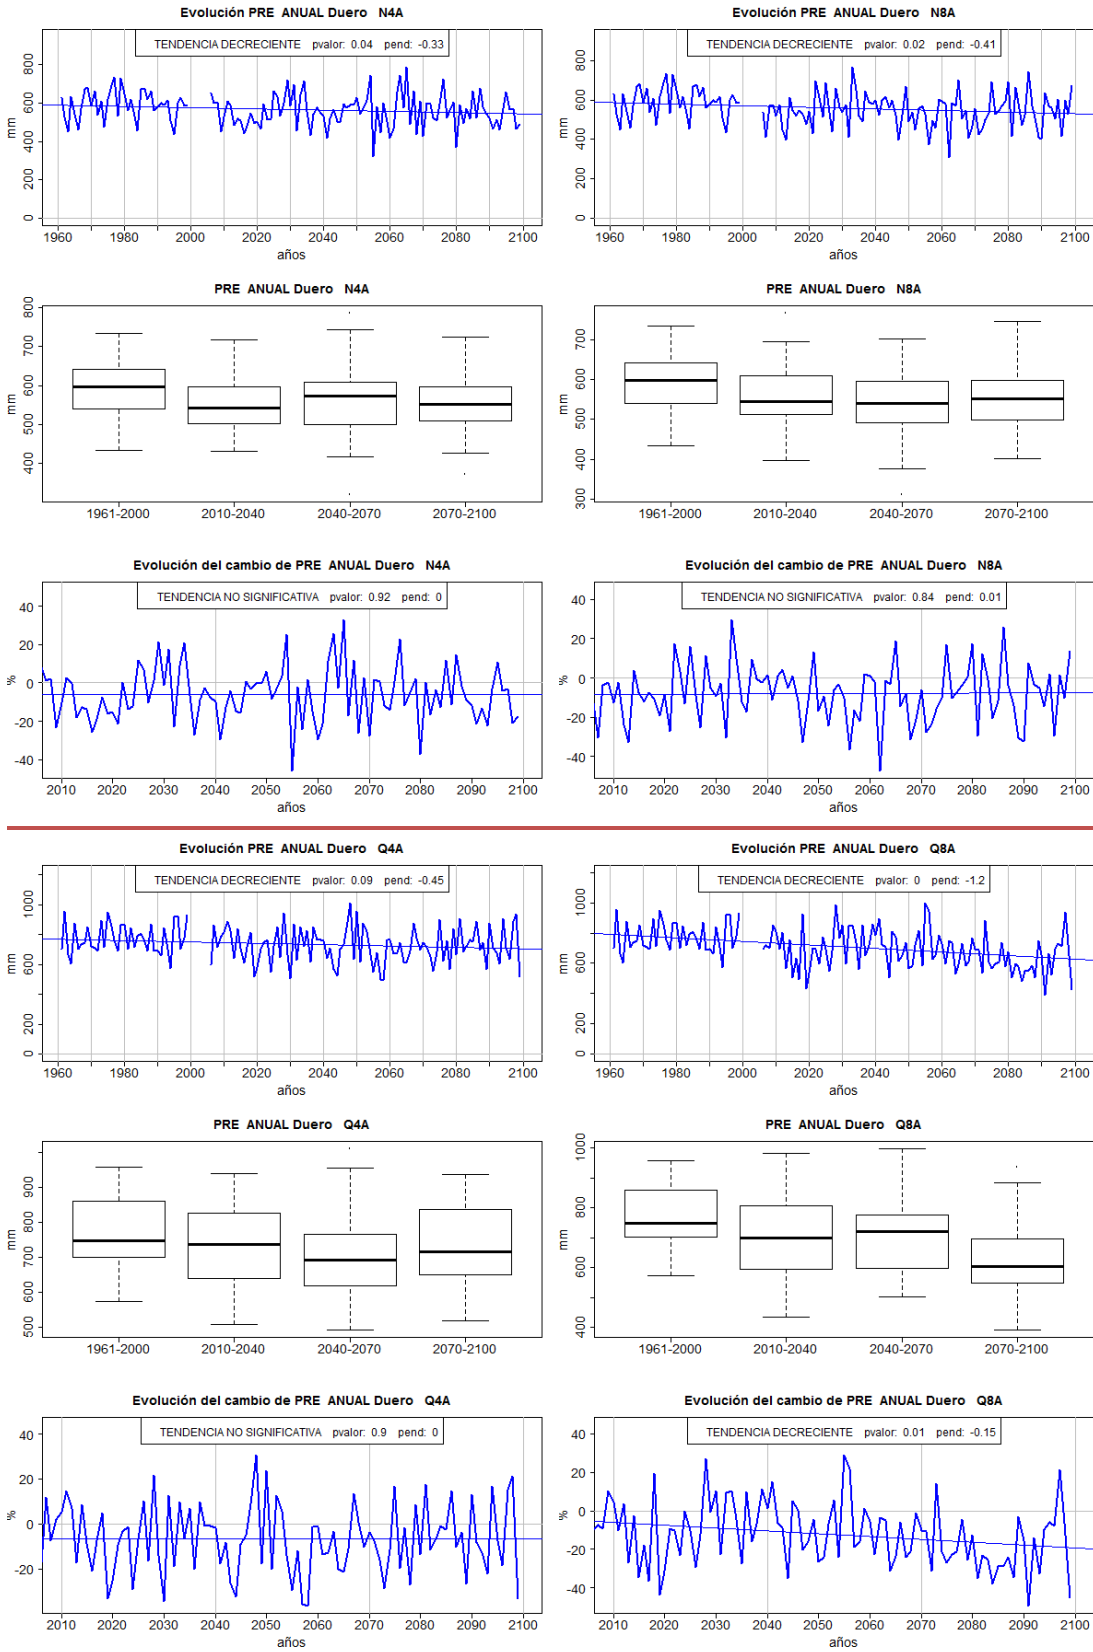 Evolución PRE ANUAL Duero N4A
TENDENCIA DECRECIENTE pvalor: 0.04 pend: -0.33
mm
0 200 400 600 800
1960 1980 2000 2020 2040 2060 2080 2100
años
Evolución PRE ANUAL Duero N8A
TENDENCIA DECRECIENTE pvalor: 0.02 pend: -0.41
mm
0 200 400 600 800
1960 1980 2000 2020 2040 2060 2080 2100
años
PRE ANUAL Duero N4A
mm
400 500 600 700 800
1961-2000 2010-2040 2040-2070 2070-2100
PRE ANUAL Duero N8A
mm
300 400 500 600 700
1961-2000 2010-2040 2040-2070 2070-2100
Evolución del cambio de PRE ANUAL Duero N4A
TENDENCIA NO SIGNIFICATIVA pvalor: 0.92 pend: 0
%
40
20
0
-20
-40
2010 2020 2030 2040 2050 2060 2070 2080 2090 2100
años
Evolución del cambio de PRE ANUAL Duero N8A
TENDENCIA NO SIGNIFICATIVA pvalor: 0.84 pend: 0.01
%
40
20
0
-20
-40
2010 2020 2030 2040 2050 2060 2070 2080 2090 2100
años
Evolución PRE ANUAL Duero Q4A
TENDENCIA DECRECIENTE pvalor: 0.09 pend: -0.45
mm
0 200 600 1000
1960 1980 2000 2020 2040 2060 2080 2100
años
Evolución PRE ANUAL Duero Q8A
TENDENCIA DECRECIENTE pvalor: 0 pend: -1.2
mm
0 200 600 1000
1960 1980 2000 2020 2040 2060 2080 2100
años
PRE ANUAL Duero Q4A
mm
500 600 700 800 900
1961-2000 2010-2040 2040-2070 2070-2100
PRE ANUAL Duero Q8A
mm
400 600 800 1000
1961-2000 2010-2040 2040-2070 2070-2100
Evolución del cambio de PRE ANUAL Duero Q4A
TENDENCIA NO SIGNIFICATIVA pvalor: 0.9 pend: 0
%
40
20
0
-20
2010 2020 2030 2040 2050 2060 2070 2080 2090 2100
años
Evolución del cambio de PRE ANUAL Duero Q8A
TENDENCIA DECRECIENTE pvalor: 0.01 pend: -0.15
%
40
20
0
-20
-40
2010 2020 2030 2040 2050 2060 2070 2080 2090 2100
años